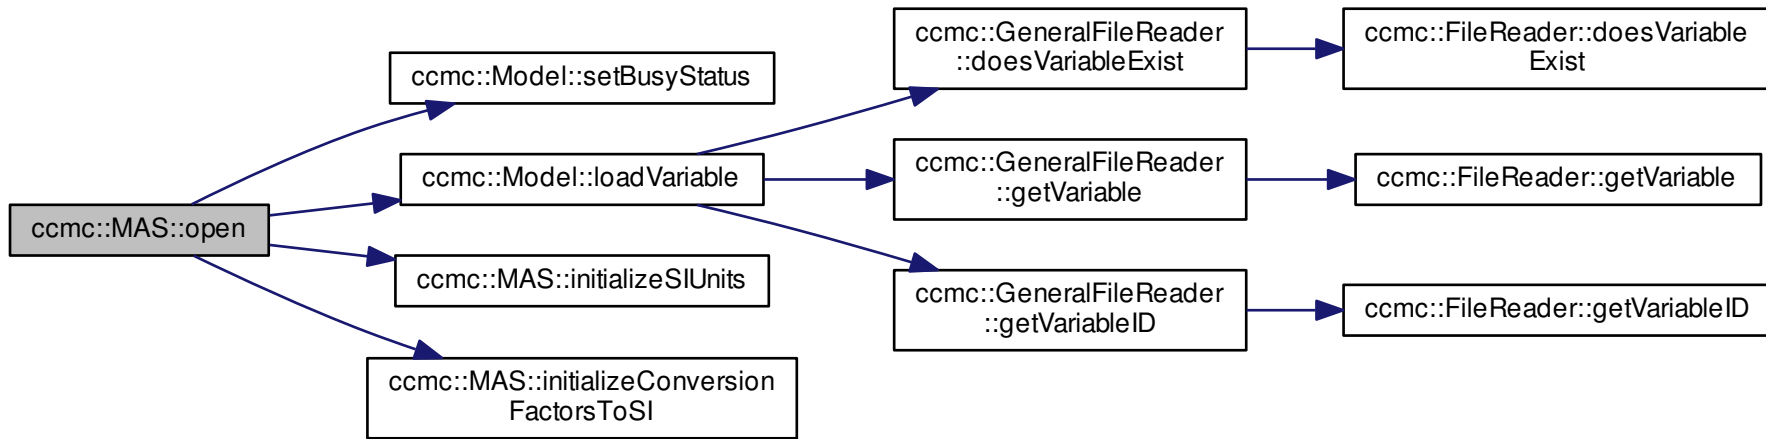 ccmc::MAS::open
ccmc::Model::setBusyStatus
ccmc::Model::loadVariable
ccmc::MAS::initializeSIUnits
ccmc::MAS::initializeConversion
FactorsToSI
ccmc::GeneralFileReader
::doesVariableExist
ccmc::GeneralFileReader
::getVariable
ccmc::GeneralFileReader
::getVariableID
ccmc::FileReader::doesVariable
Exist
ccmc::FileReader::getVariable
ccmc::FileReader::getVariableID